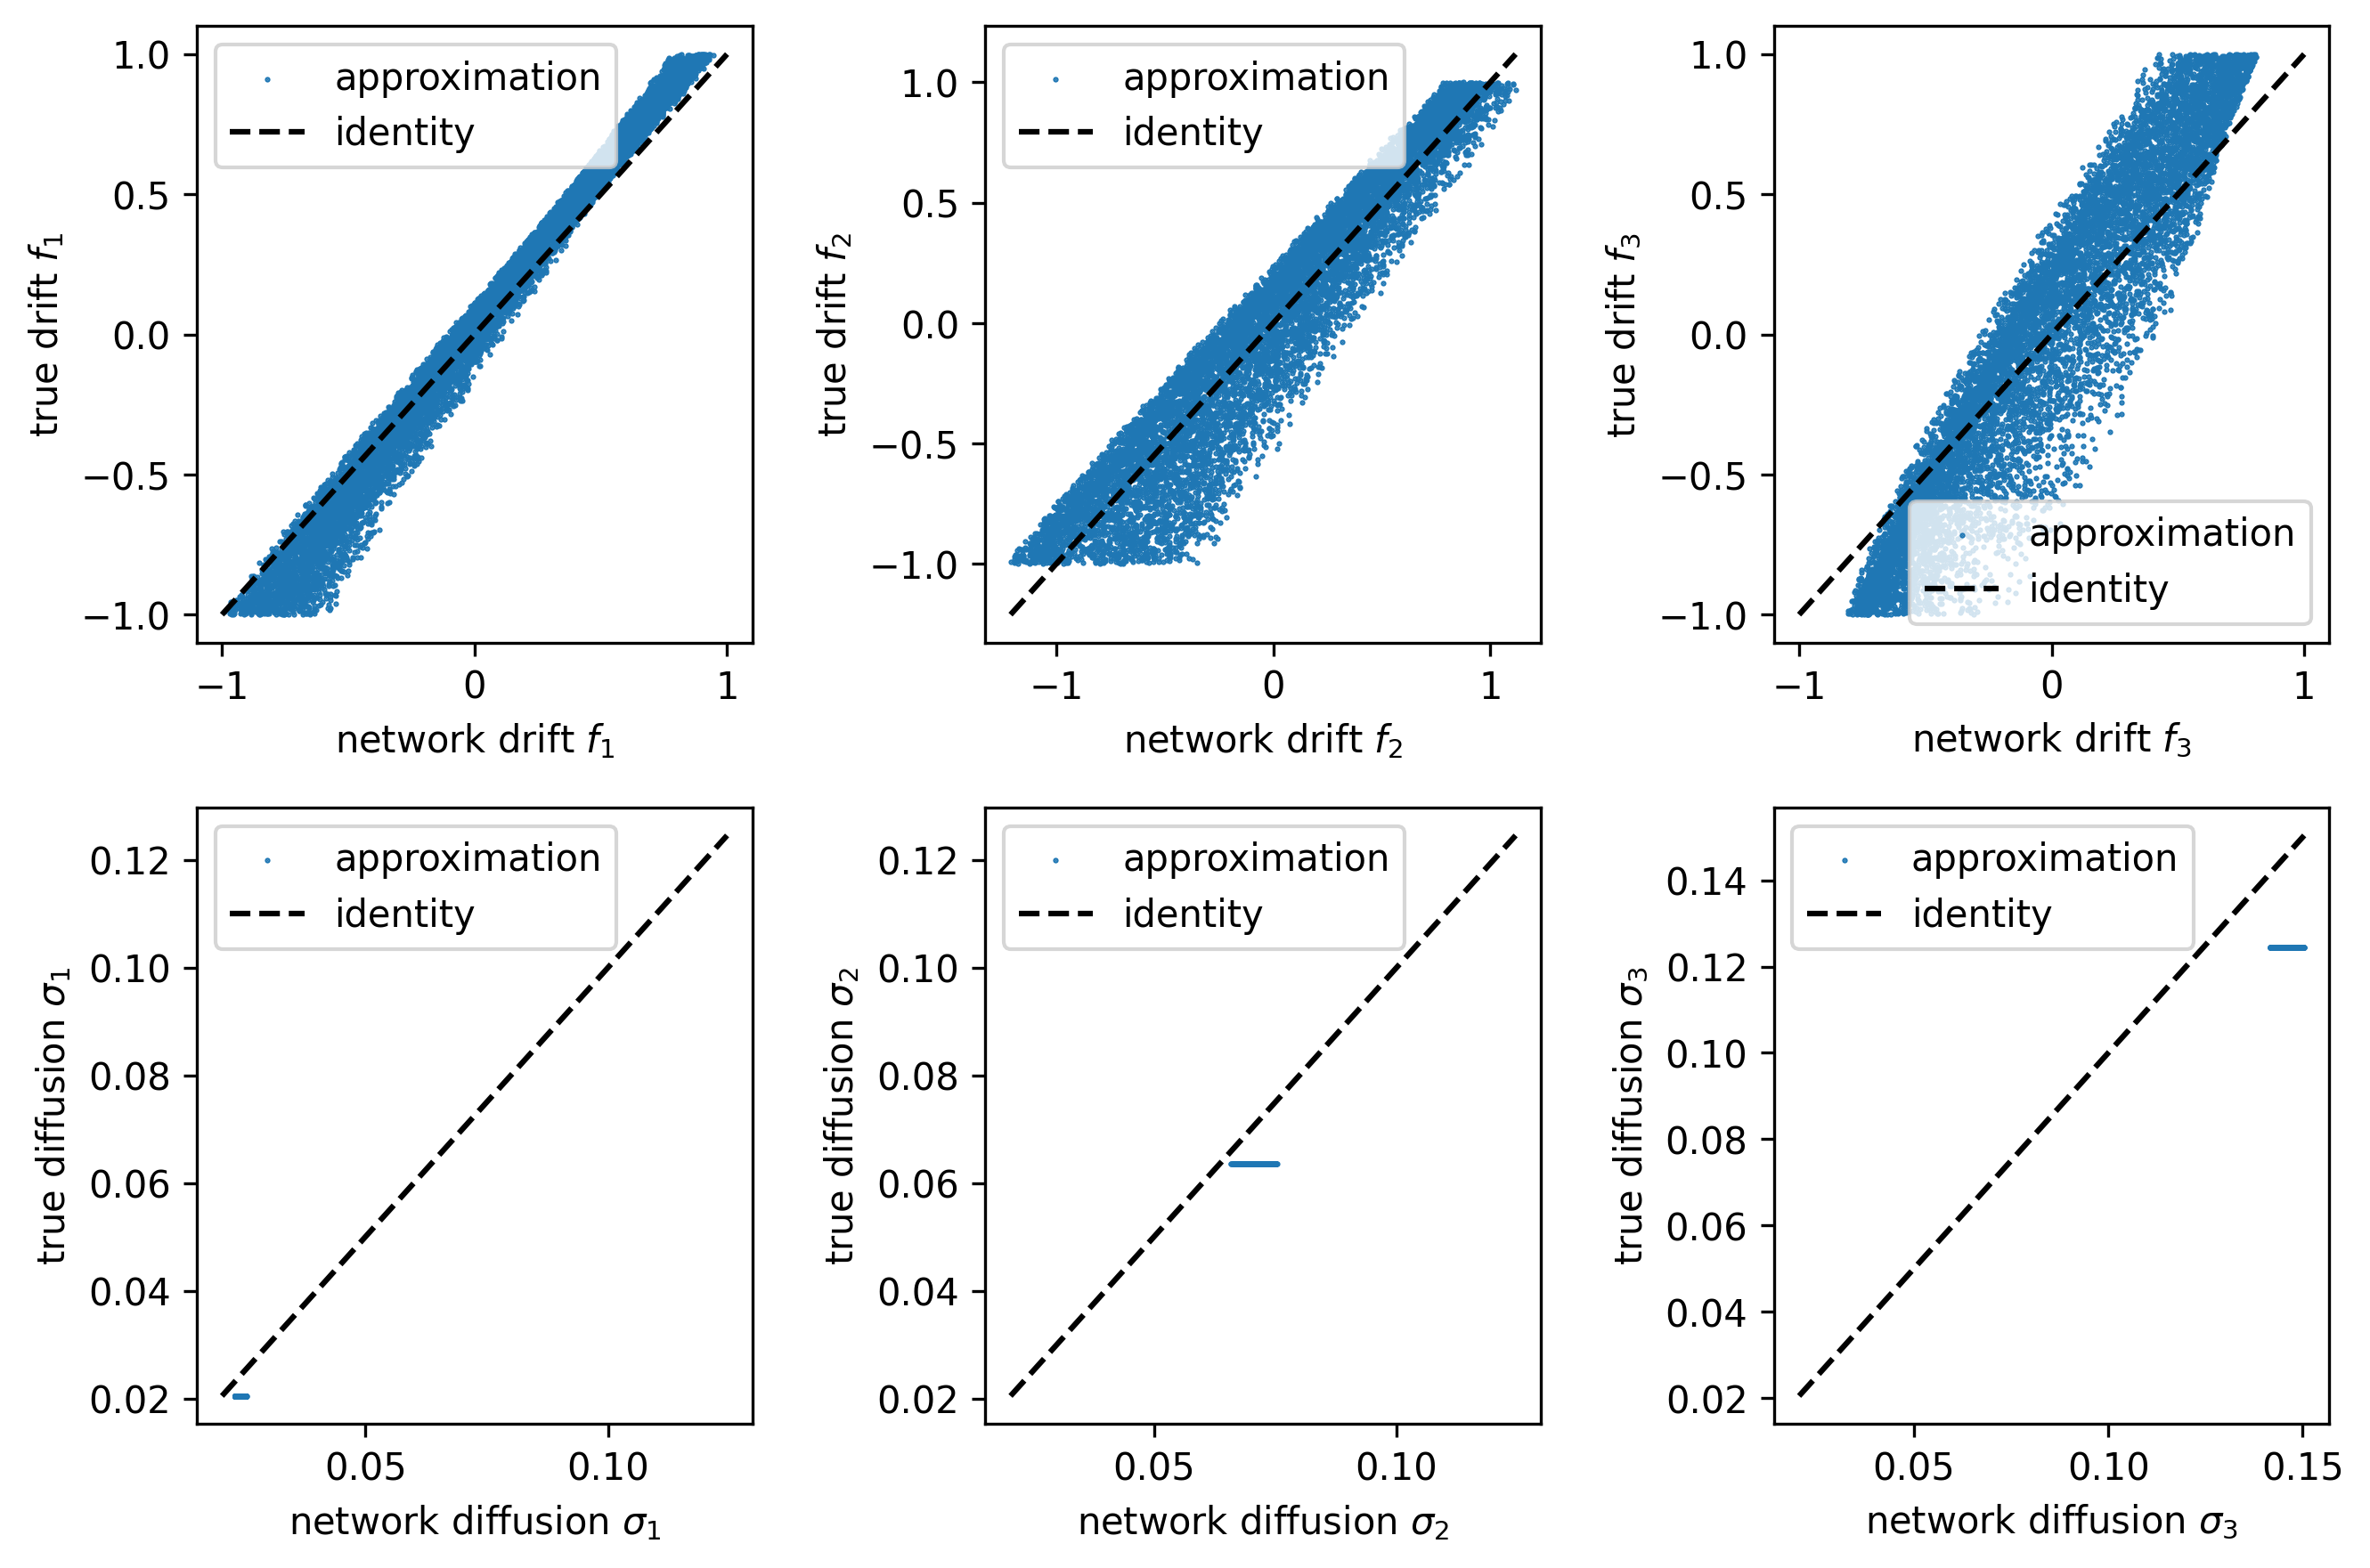 approximation
identity
1.0
0.5
0.0
−0.5
−1.0
true drift f₁
−1 0 1
network drift f₁
approximation
identity
1.0
0.5
0.0
−0.5
−1.0
true drift f₂
−1 0 1
network drift f₂
approximation
identity
1.0
0.5
0.0
−0.5
−1.0
true drift f₃
−1 0 1
network drift f₃
approximation
identity
0.12
0.10
0.08
0.06
0.04
0.02
true diffusion σ₁
0.05 0.10
network diffusion σ₁
approximation
identity
0.12
0.10
0.08
0.06
0.04
0.02
true diffusion σ₂
0.05 0.10
network diffusion σ₂
approximation
identity
0.14
0.12
0.10
0.08
0.06
0.04
0.02
true diffusion σ₃
0.05 0.10 0.15
network diffusion σ₃